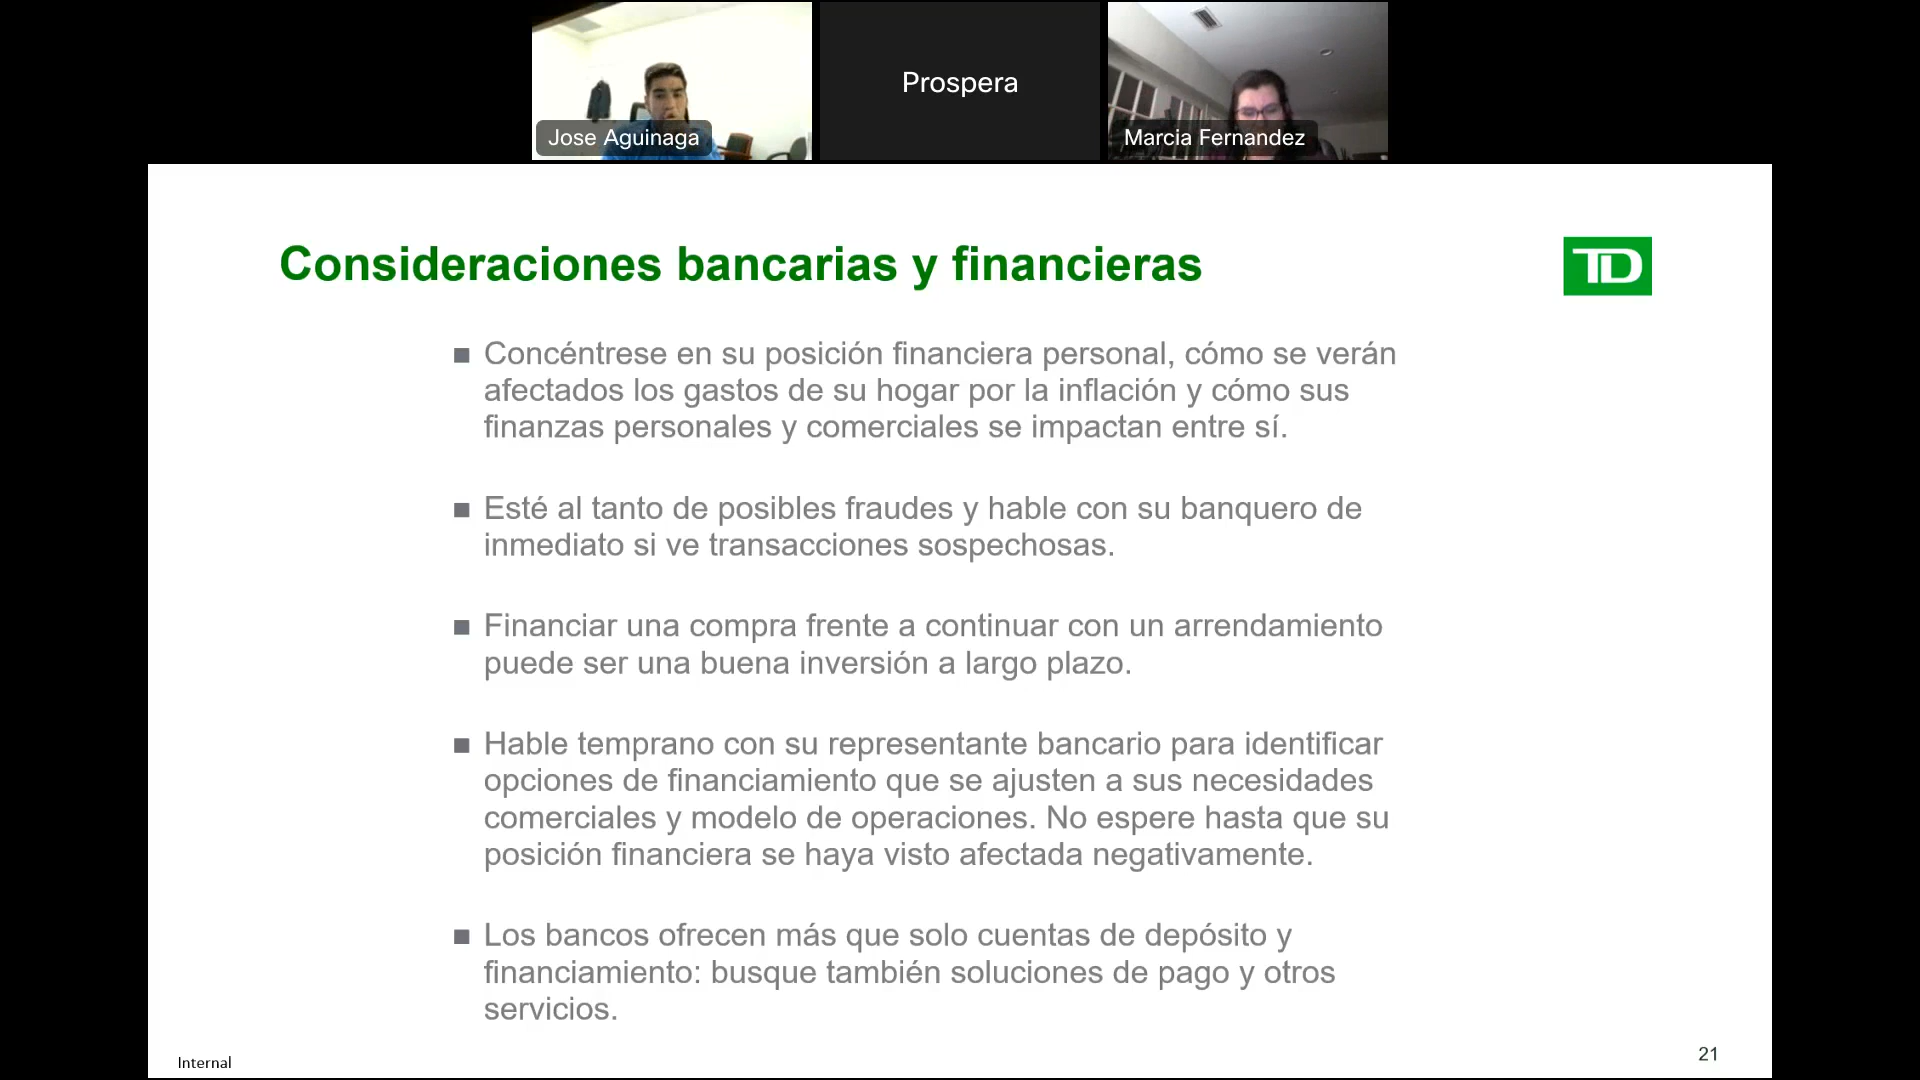 Jose Aguinaga
Prospera
Marcia Fernandez
Consideraciones bancarias y financieras
TD
■ Concéntrese en su posición financiera personal, cómo se verán
afectados los gastos de su hogar por la inflación y cómo sus
finanzas personales y comerciales se impactan entre sí.
■ Esté al tanto de posibles fraudes y hable con su banquero de
inmediato si ve transacciones sospechosas.
■ Financiar una compra frente a continuar con un arrendamiento
puede ser una buena inversión a largo plazo.
■ Hable temprano con su representante bancario para identificar
opciones de financiamiento que se ajusten a sus necesidades
comerciales y modelo de operaciones. No espere hasta que su
posición financiera se haya visto afectada negativamente.
■ Los bancos ofrecen más que solo cuentas de depósito y
financiamiento: busque también soluciones de pago y otros
servicios.
Internal
21